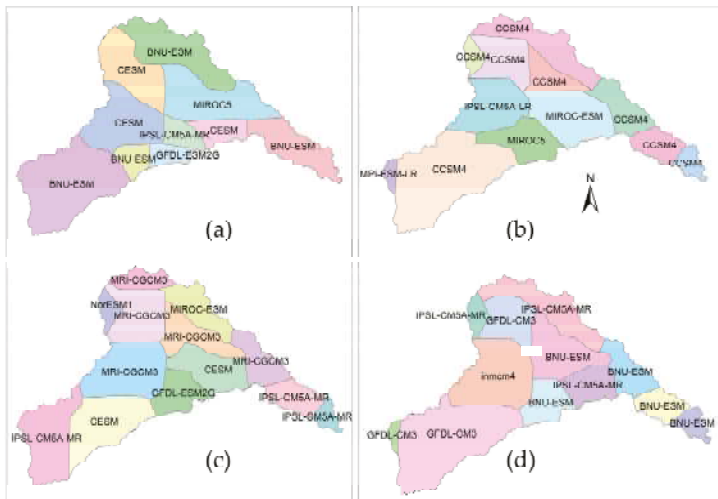 BNU-ESM
CESM
MIROC5
CESM
IPSL-CM5A-MR
CESM
BNU-ESM
BNU-ESM
GFDL-ESM2G
BNU-ESM
(a)
CCSM4
CCSM4
CCSM4
CCSM4
IPSL-CM5A-LR
MIROC-ESM
CCSM4
MIROC5
CCSM4
CCSM4
MPI-ESM-LR
CCSM4
N
(b)
MRI-CGCM3
NorESM1
MRI-CGCM3
MIROC-ESM
MRI-CGCM3
MRI-CGCM3
MRI-CGCM3
CESM
GFDL-ESM2G
IPSL-CM5A-MR
IPSL-CM5A-MR
IPSL-CM5A-MR
CESM
(c)
IPSL-CM5A-MR
IPSL-CM5A-MR
GFDL-CM3
BNU-ESM
inmcm4
BNU-ESM
IPSL-CM5A-MR
BNU-ESM
BNU-ESM
BNU-ESM
GFDL-CM3
GFDL-CM3
(d)